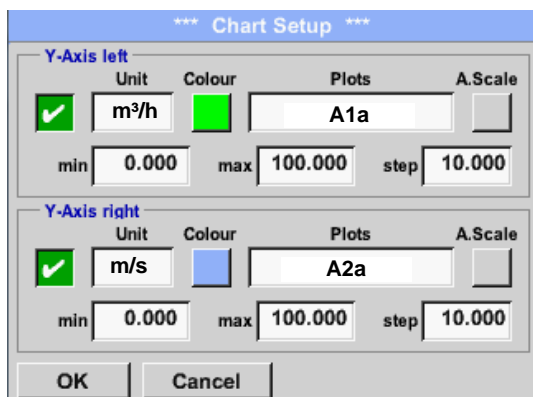 *** Chart Setup ***
Y-Axis left
Unit Colour Plots A.Scale
m³/h A1a
min 0.000 max 100.000 step 10.000
Y-Axis right
Unit Colour Plots A.Scale
m/s A2a
min 0.000 max 100.000 step 10.000
OK Cancel